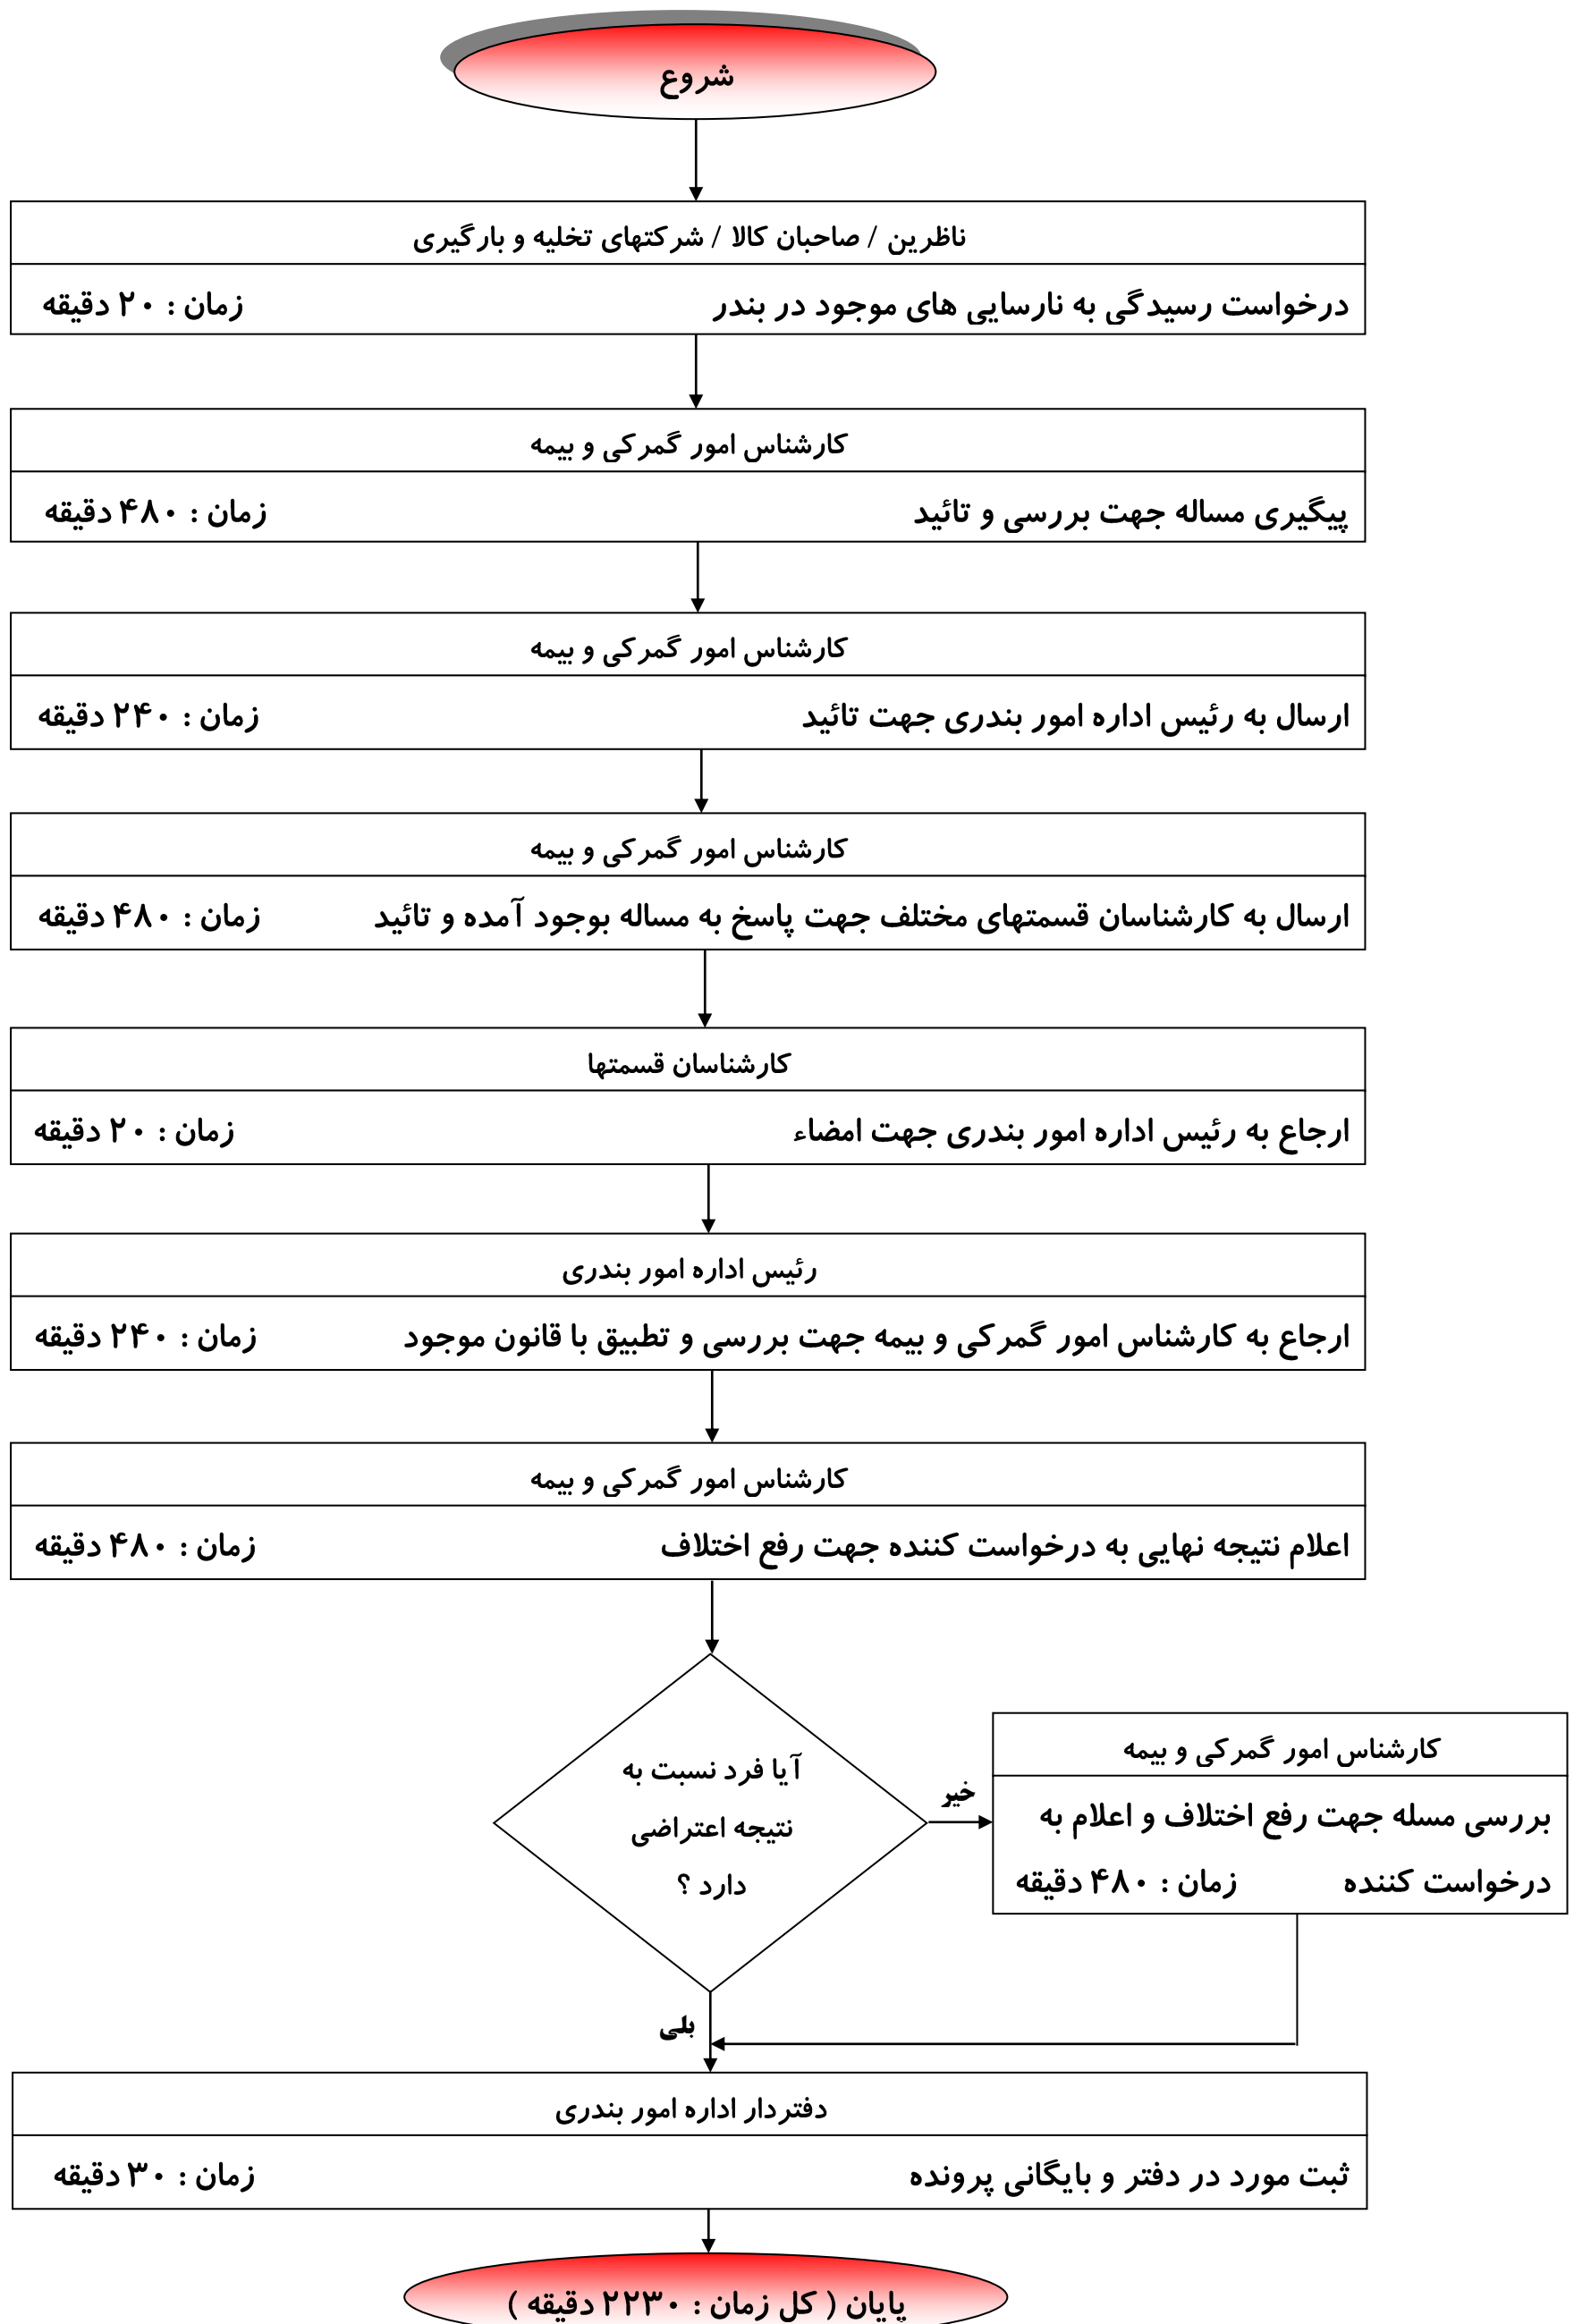 شروع
ناظرین / صاحبان کالا / شرکتهای تخلیه و بارگیری
درخواست رسیدگی به نارسایی های موجود در بندر زمان : ۲۰ دقیقه
کارشناس امور گمرکی و بیمه
پیگیری مساله جهت بررسی و تائید زمان : ۴۸۰ دقیقه
کارشناس امور گمرکی و بیمه
ارسال به رئیس اداره امور بندری جهت تائید زمان : ۲۴۰ دقیقه
کارشناس امور گمرکی و بیمه
ارسال به کارشناسان قسمتهای مختلف جهت پاسخ به مساله بوجود آمده و تائید زمان : ۴۸۰ دقیقه
کارشناسان قسمتها
ارجاع به رئیس اداره امور بندری جهت امضاء زمان : ۲۰ دقیقه
رئیس اداره امور بندری
ارجاع به کارشناس امور گمرکی و بیمه جهت بررسی و تطبیق با قانون موجود زمان : ۲۴۰ دقیقه
کارشناس امور گمرکی و بیمه
اعلام نتیجه نهایی به درخواست کننده جهت رفع اختلاف زمان : ۴۸۰ دقیقه
آیا فرد نسبت به
نتیجه اعتراضی
دارد ؟
خیر
کارشناس امور گمرکی و بیمه
بررسی مسله جهت رفع اختلاف و اعلام به
درخواست کننده زمان : ۴۸۰ دقیقه
بلی
دفتردار اداره امور بندری
ثبت مورد در دفتر و بایگانی پرونده زمان : ۳۰ دقیقه
پایان ( کل زمان : ۲۲۳۰ دقیقه )